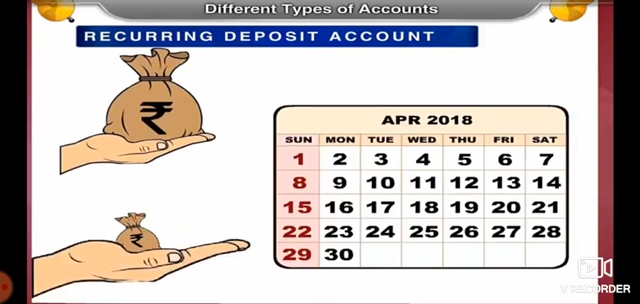 Different Types of Accounts
RECURRING DEPOSIT ACCOUNT
₹
₹
APR 2018
SUN MON TUE WED THU FRI SAT
1 2 3 4 5 6 7
8 9 10 11 12 13 14
15 16 17 18 19 20 21
22 23 24 25 26 27 28
29 30
V RECORDER